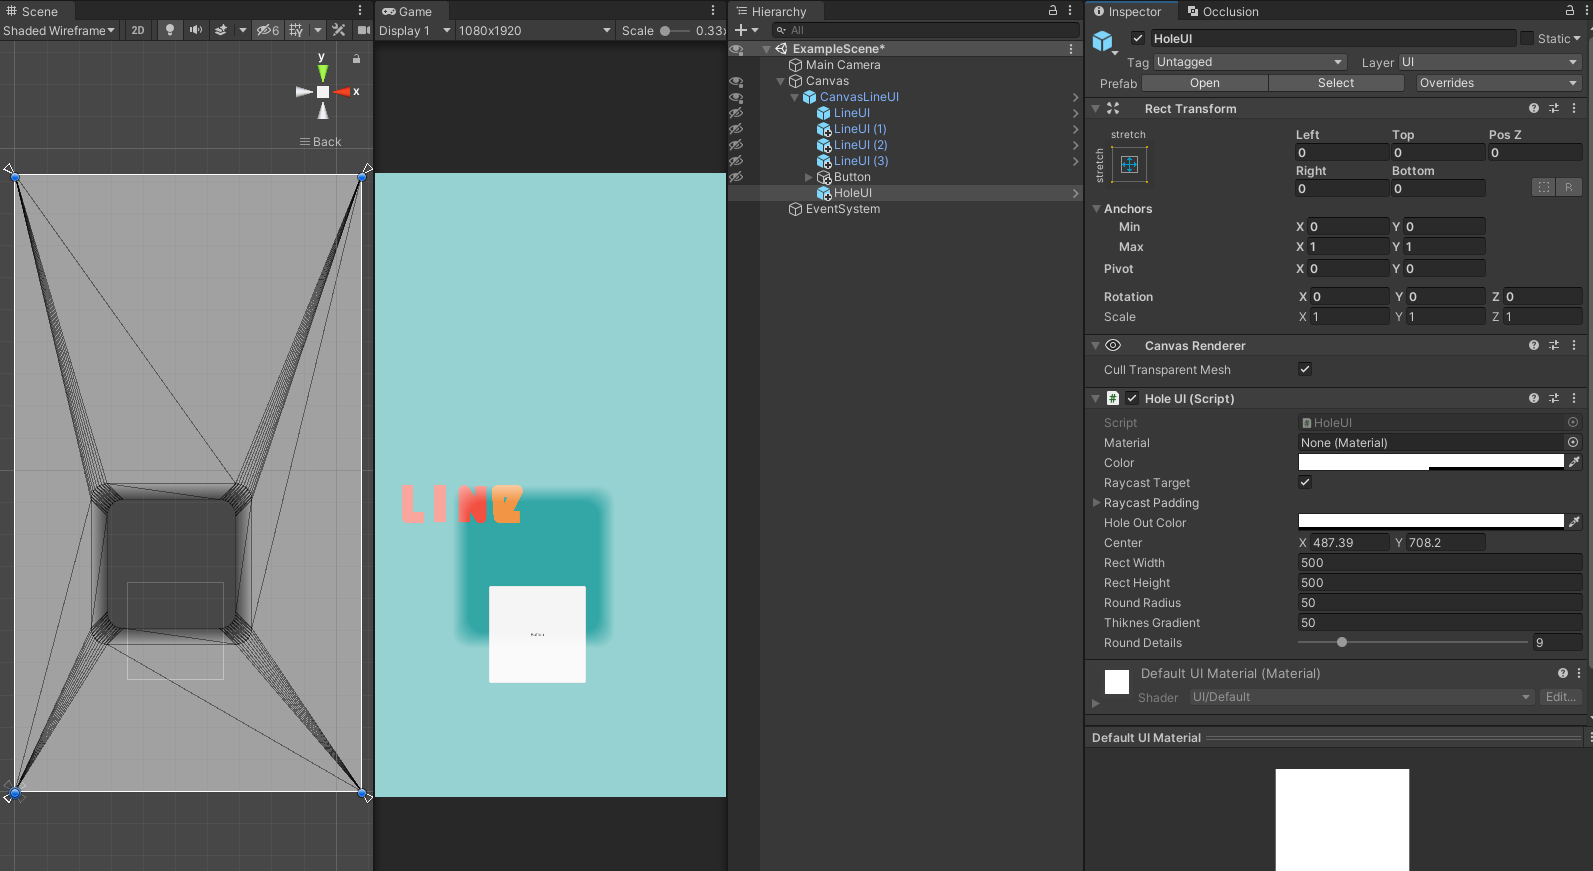 Scene
Shaded Wireframe
2D
6
y
x
Back
Game
Display 1
1080x1920
Scale
0.33x
LINE
Button
Hierarchy
All
ExampleScene*
Main Camera
Canvas
CanvasLineUI
LineUI
LineUI (1)
LineUI (2)
LineUI (3)
Button
HoleUI
EventSystem
Inspector
Occlusion
HoleUI
Static
Tag Untagged Layer UI
Prefab Open Select Overrides
Rect Transform
stretch
stretch
Left Top Pos Z
0 0 0
Right Bottom
0 0
R
Anchors
Min X 0 Y 0
Max X 1 Y 1
Pivot X 0 Y 0
Rotation X 0 Y 0 Z 0
Scale X 1 Y 1 Z 1
Canvas Renderer
Cull Transparent Mesh
# Hole UI (Script)
Script # HoleUI
Material None (Material)
Color
Raycast Target
Raycast Padding
Hole Out Color
Center X 487.39 Y 708.2
Rect Width 500
Rect Height 500
Round Radius 50
Thiknes Gradient 50
Round Details 9
Default UI Material (Material)
Shader UI/Default Edit...
Default UI Material